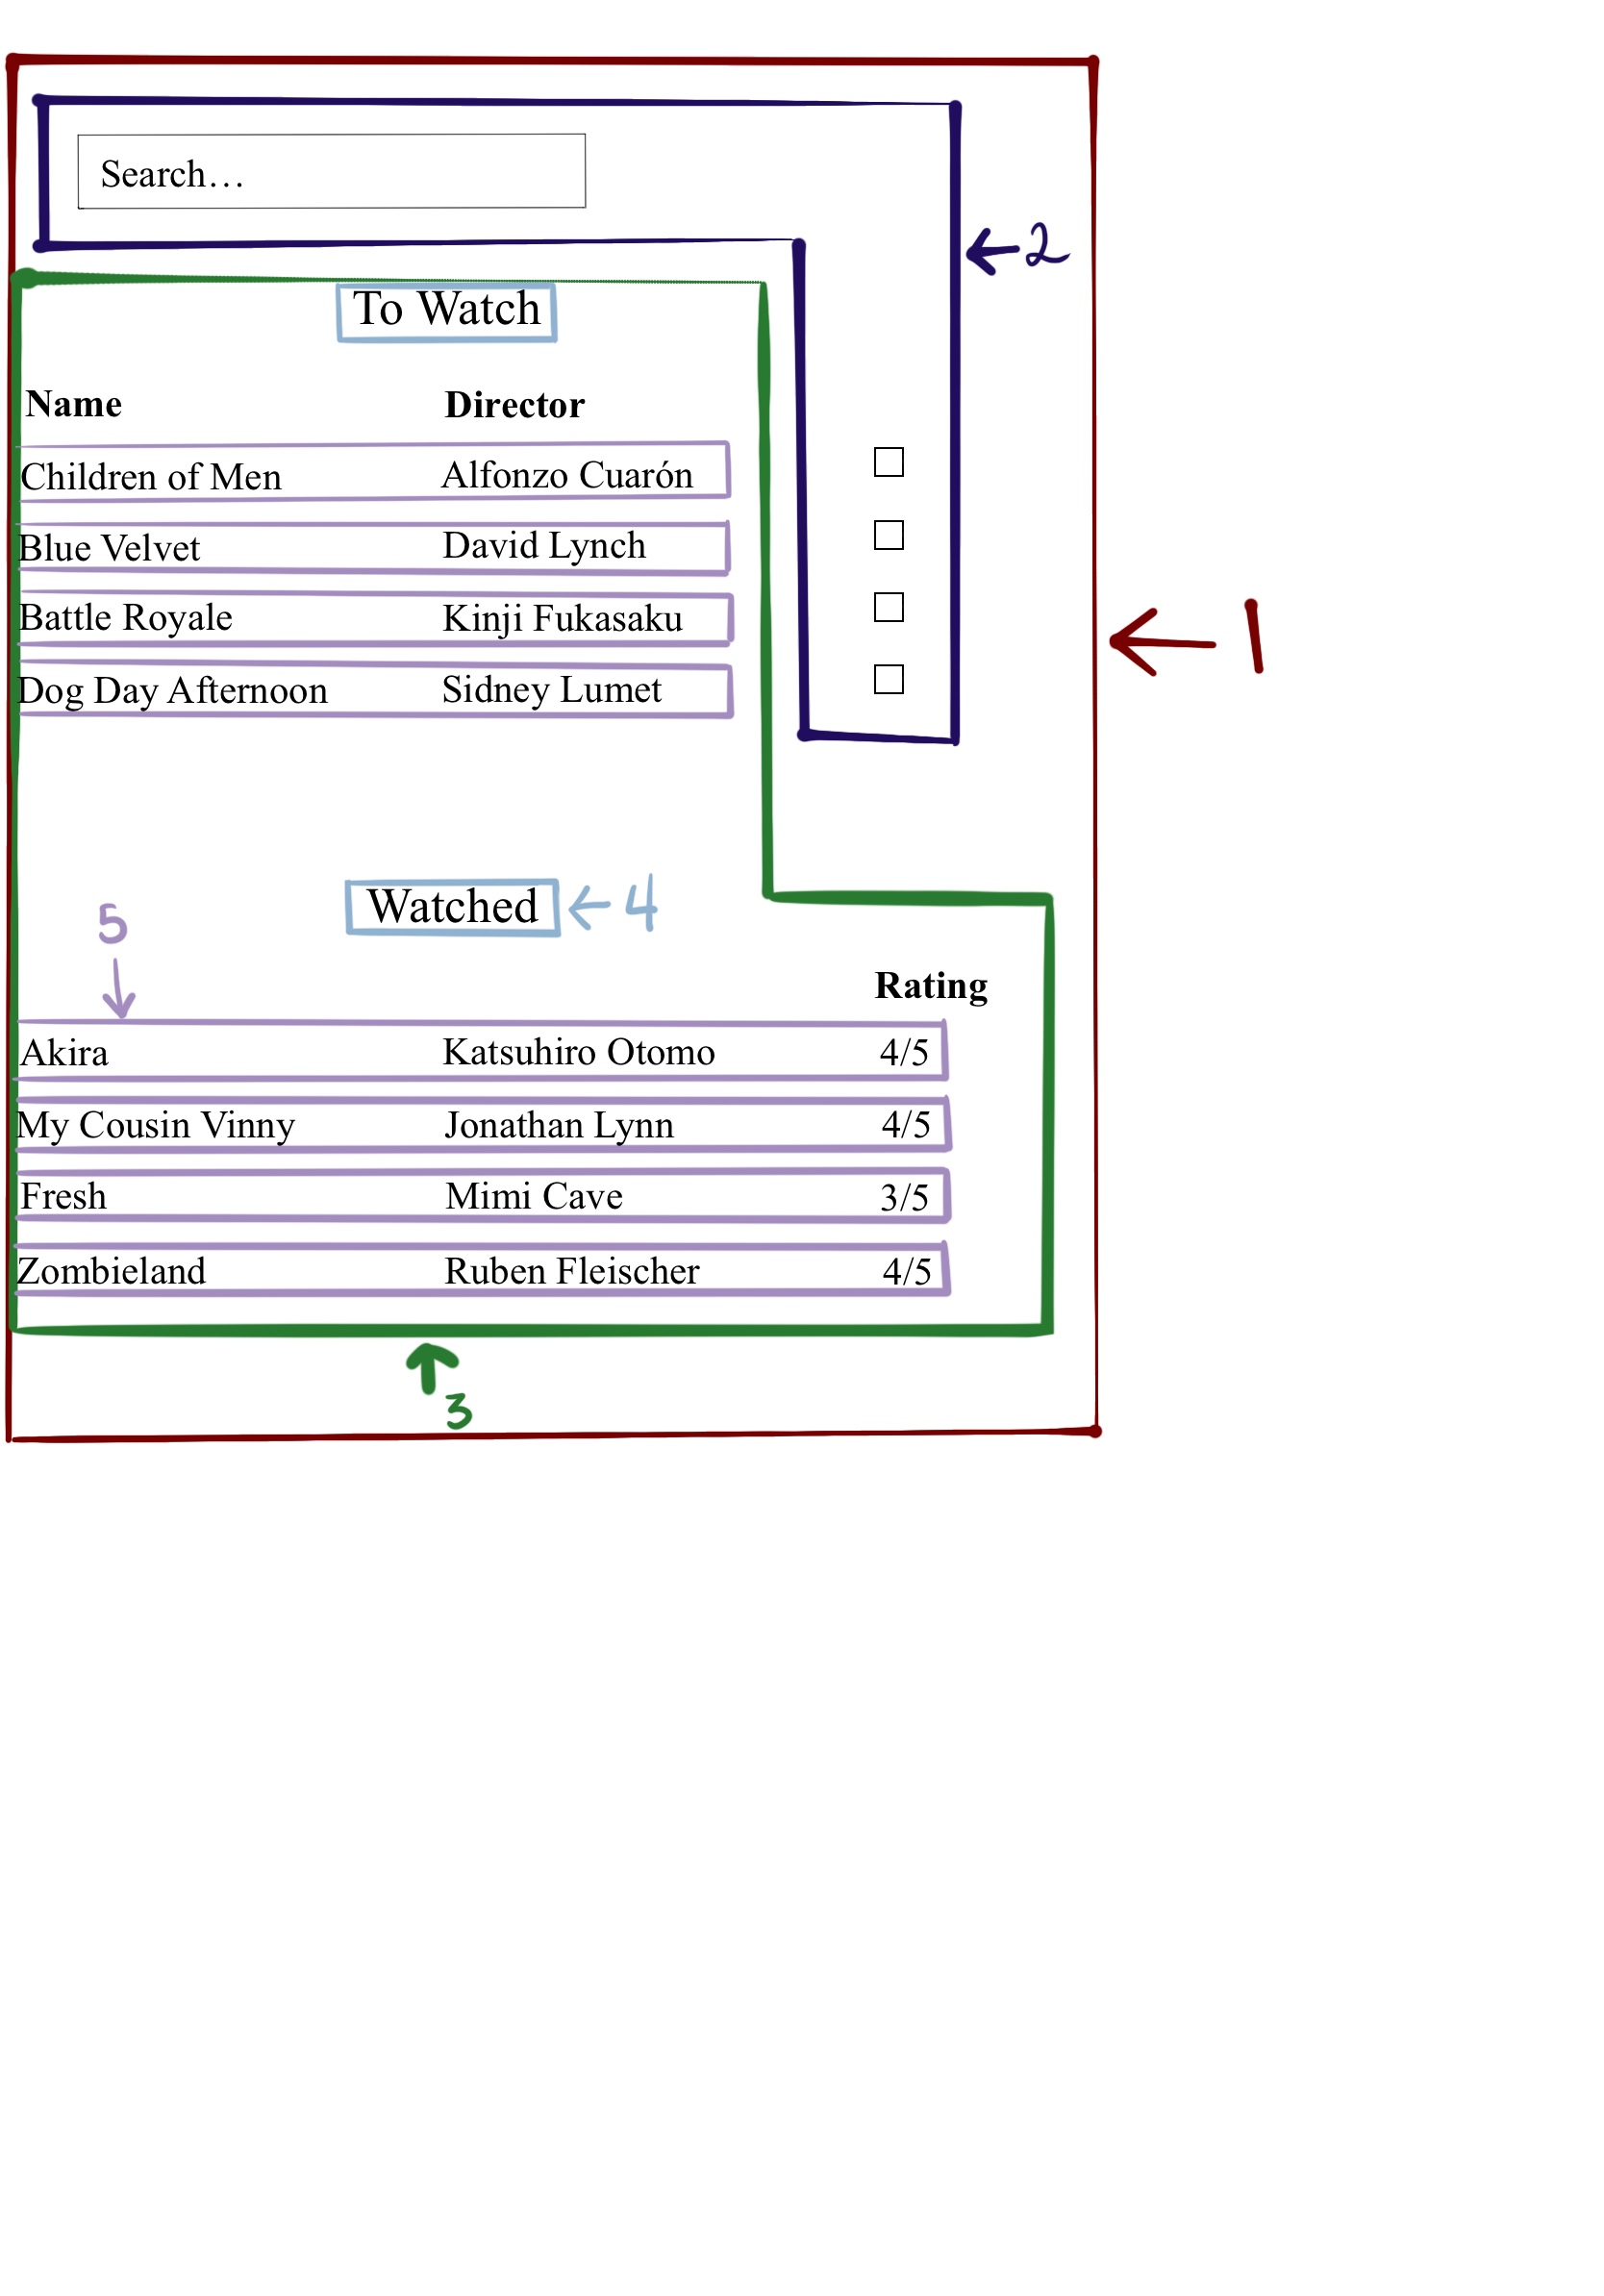 Search…
2
To Watch
Name Director
Children of Men Alfonzo Cuarón
Blue Velvet David Lynch
Battle Royale Kinji Fukasaku
1
Dog Day Afternoon Sidney Lumet
Watched 4
5
Rating
Akira Katsuhiro Otomo 4/5
My Cousin Vinny Jonathan Lynn 4/5
Fresh Mimi Cave 3/5
Zombieland Ruben Fleischer 4/5
3